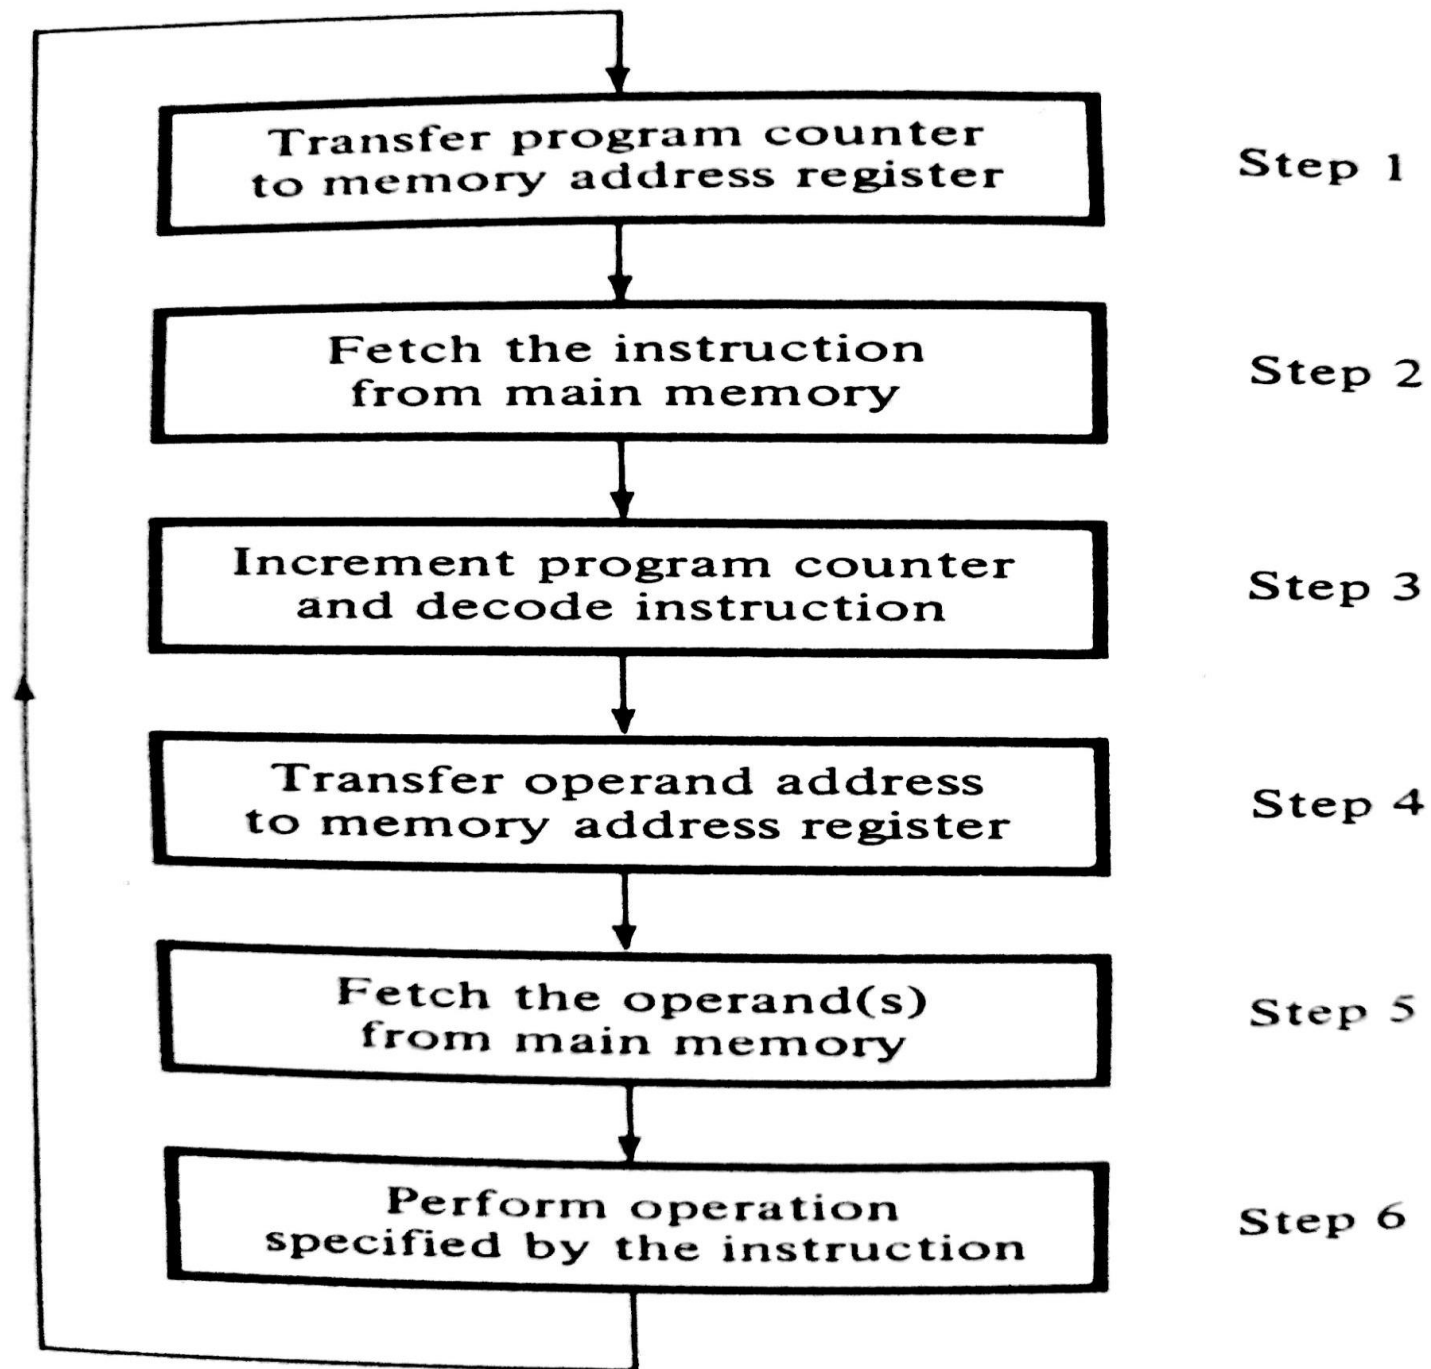 Transfer program counter
to memory address register
Step 1
Fetch the instruction
from main memory
Step 2
Increment program counter
and decode instruction
Step 3
Transfer operand address
to memory address register
Step 4
Fetch the operand(s)
from main memory
Step 5
Perform operation
specified by the instruction
Step 6